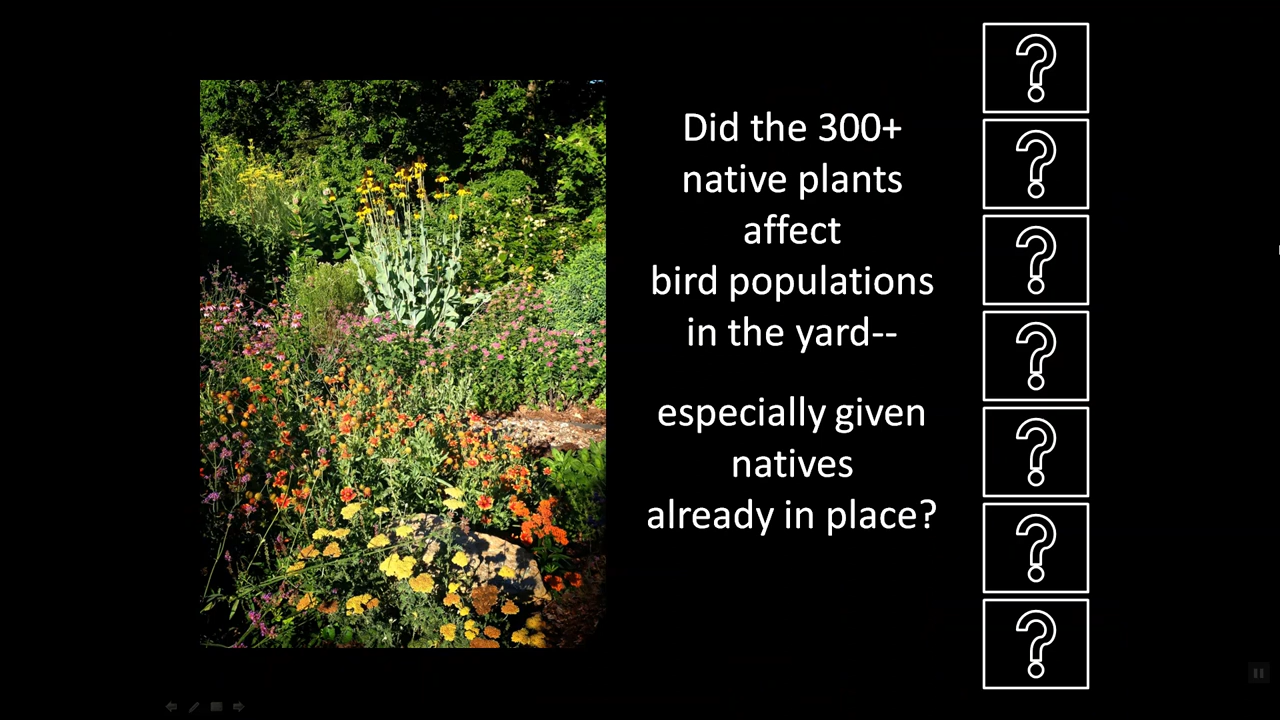 Did the 300+
native plants
affect
bird populations
in the yard--
especially given
natives
already in place?
?
?
?
?
?
?
?